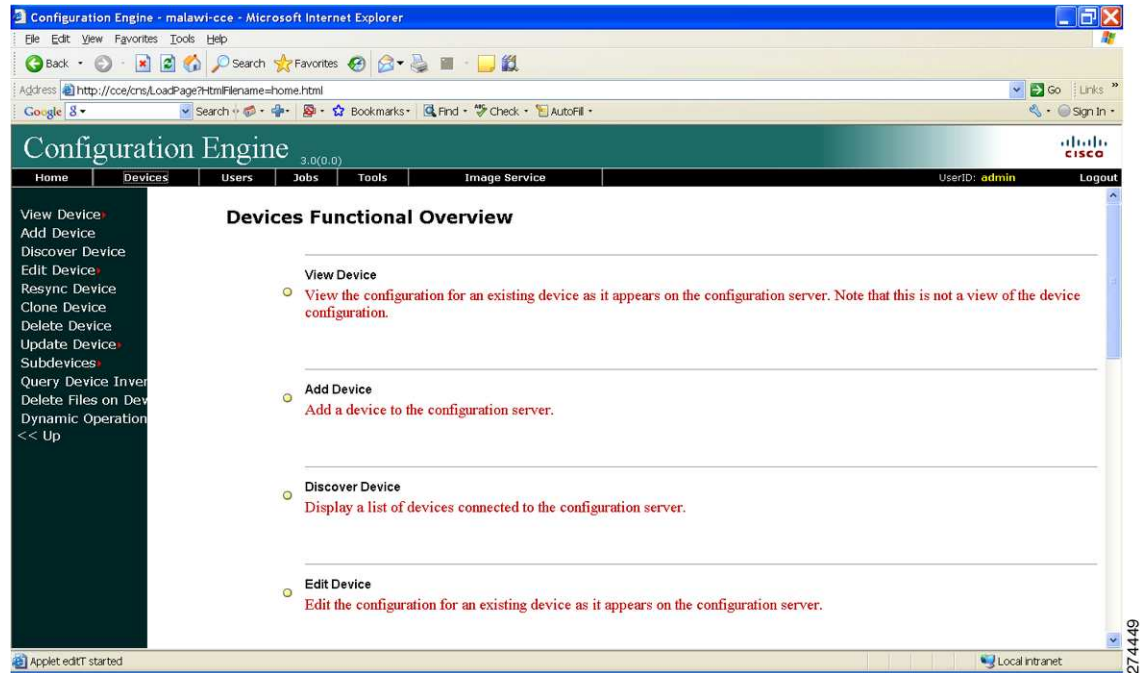 Configuration Engine - malawi-cce - Microsoft Internet Explorer
File Edit View Favorites Tools Help
Back Search Favorites
Address http://cce/cns/LoadPage?HtmlFilename=home.html Go Links »
Google Search Bookmarks Find Check AutoFill Sign In
Configuration Engine 3.0(0.0)
CISCO
Home Devices Users Jobs Tools Image Service UserID: admin Logout
View Device
Add Device
Discover Device
Edit Device
Resync Device
Clone Device
Delete Device
Update Device
Subdevices
Query Device Inver
Delete Files on Dev
Dynamic Operation
<< Up
Devices Functional Overview
View Device
View the configuration for an existing device as it appears on the configuration server. Note that this is not a view of the device
configuration.
Add Device
Add a device to the configuration server.
Discover Device
Display a list of devices connected to the configuration server.
Edit Device
Edit the configuration for an existing device as it appears on the configuration server.
Applet editT started
Local intranet
274449